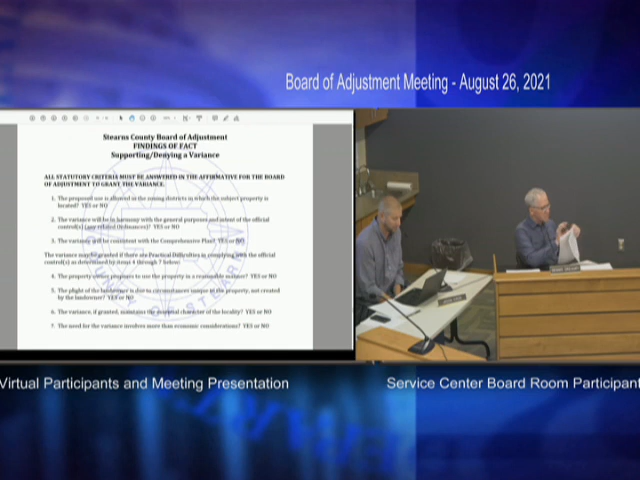 Board of Adjustment Meeting - August 26, 2021
Stearns County Board of Adjustment
FINDINGS OF FACT
Supporting/Denying a Variance
ALL STATUTORY CRITERIA MUST BE ANSWERED IN THE AFFIRMATIVE FOR THE BOARD
OF ADJUSTMENT TO GRANT THE VARIANCE.
1. The proposed use is allowed in the zoning districts in which the subject property is
located? YES or NO
2. The variance will be in harmony with the general purposes and intent of the official
control(s) (any related Ordinances)? YES or NO
3. The variance will be consistent with the Comprehensive Plan? YES or NO
The variance may be granted if there are Practical Difficulties in complying with the official
control(s) as determined by items 4 through 7 below:
4. The property owner proposes to use the property in a reasonable manner? YES or NO
5. The plight of the landowner is due to circumstances unique to the property, not created
by the landowner? YES or NO
6. The variance, if granted, maintains the essential character of the locality? YES or NO
7. The need for the variance involves more than economic considerations? YES or NO
Virtual Participants and Meeting Presentation
Service Center Board Room Participant